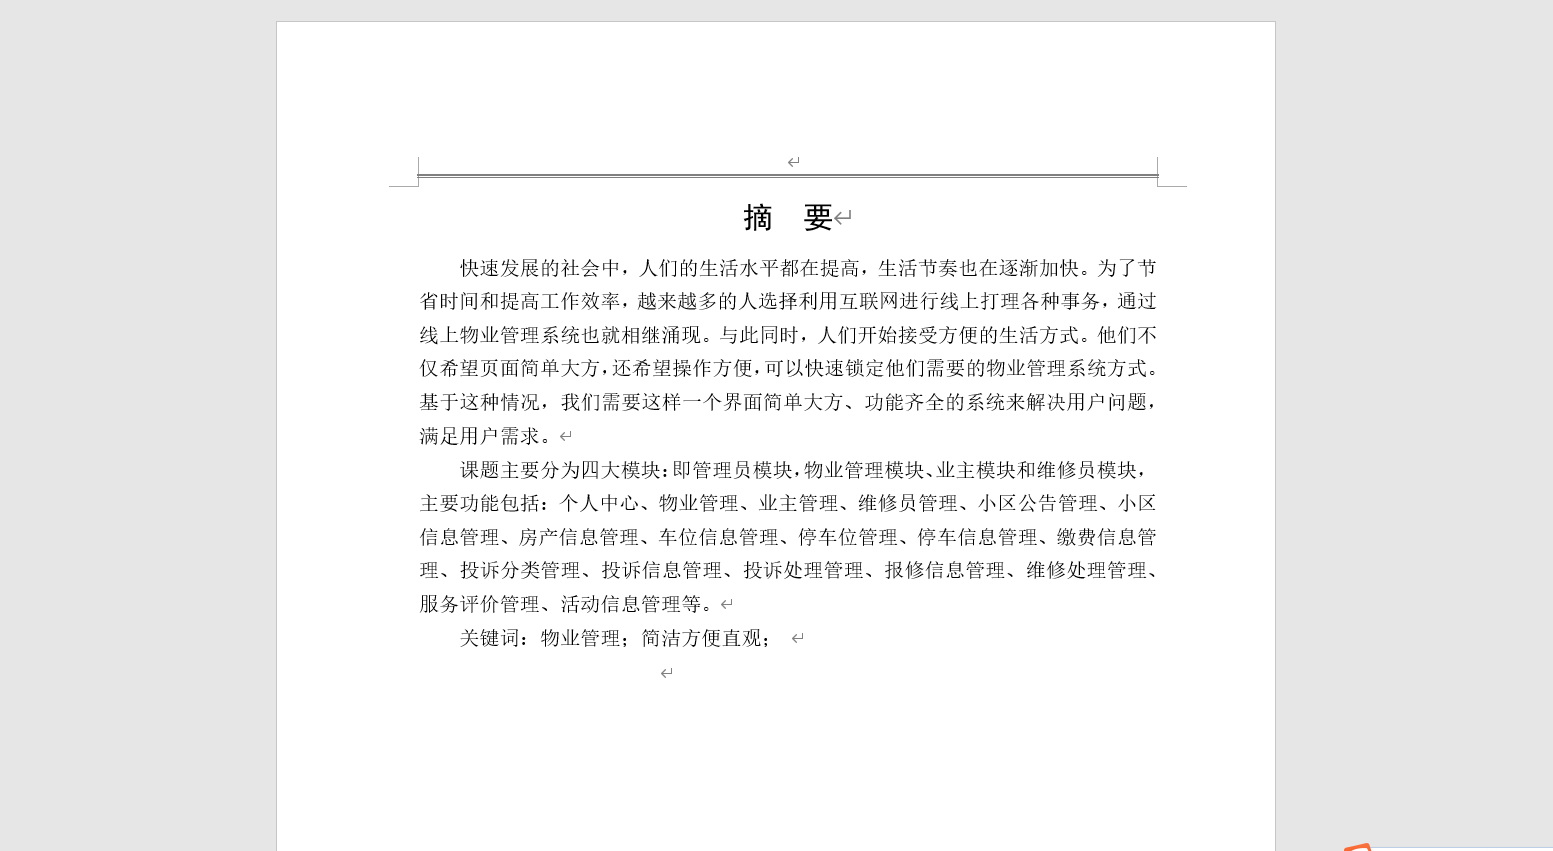 摘 要
快速发展的社会中，人们的生活水平都在提高，生活节奏也在逐渐加快。为了节
省时间和提高工作效率，越来越多的人选择利用互联网进行线上打理各种事务，通过
线上物业管理系统也就相继涌现。与此同时，人们开始接受方便的生活方式。他们不
仅希望页面简单大方，还希望操作方便，可以快速锁定他们需要的物业管理系统方式。
基于这种情况，我们需要这样一个界面简单大方、功能齐全的系统来解决用户问题，
满足用户需求。
课题主要分为四大模块：即管理员模块，物业管理模块、业主模块和维修员模块，
主要功能包括：个人中心、物业管理、业主管理、维修员管理、小区公告管理、小区
信息管理、房产信息管理、车位信息管理、停车位管理、停车信息管理、缴费信息管
理、投诉分类管理、投诉信息管理、投诉处理管理、报修信息管理、维修处理管理、
服务评价管理、活动信息管理等。
关键词：物业管理；简洁方便直观；